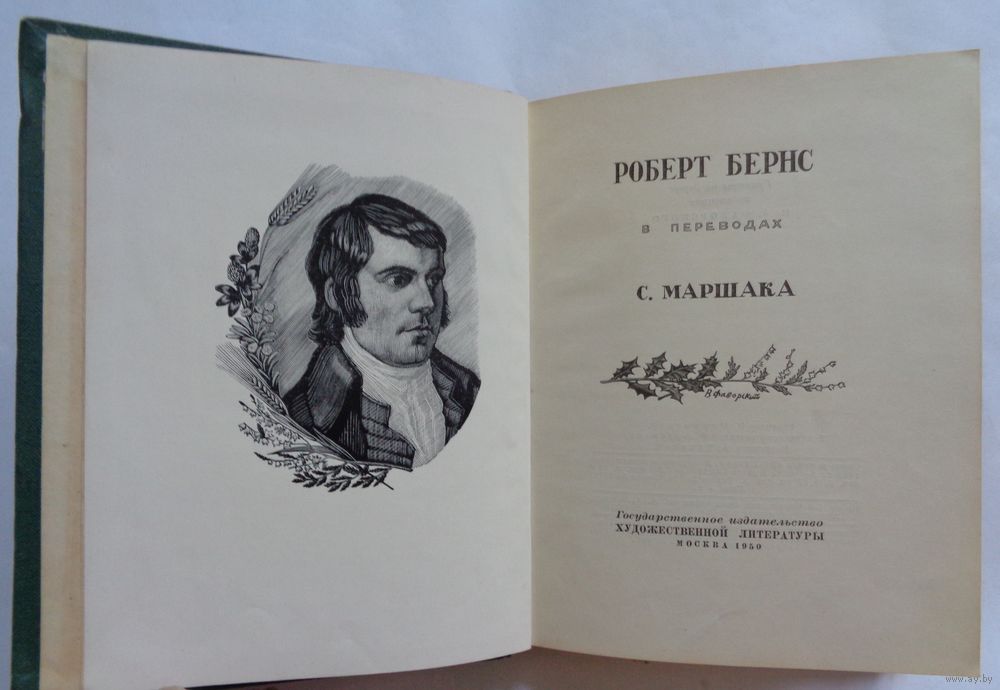 РОБЕРТ БЕРНС
В ПЕРЕВОДАХ
С. МАРШАКА
В. Фаворский
Государственное издательство
ХУДОЖЕСТВЕННОЙ ЛИТЕРАТУРЫ
МОСКВА 1950
www.ay.by